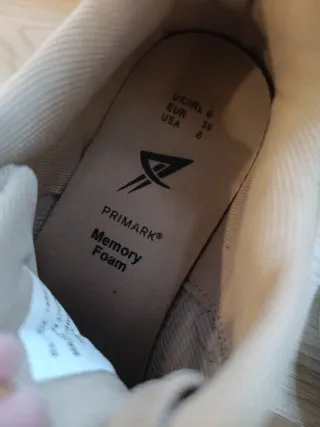 UK/IRL 6
EUR 39
USA 8
PRIMARK®
Memory
Foam